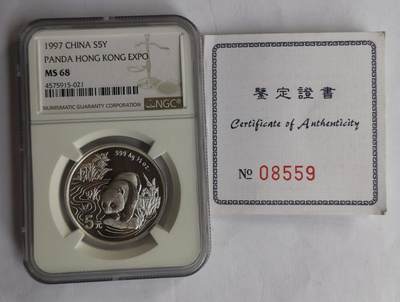 1997 CHINA S5Y
PANDA HONG KONG EXPO
MS 68
4575915-021
NUMISMATIC GUARANTY CORPORATION
NGC
.999 Ag ½ oz.
5元
鑒定證書
Certificate of Authenticity
№ 08559